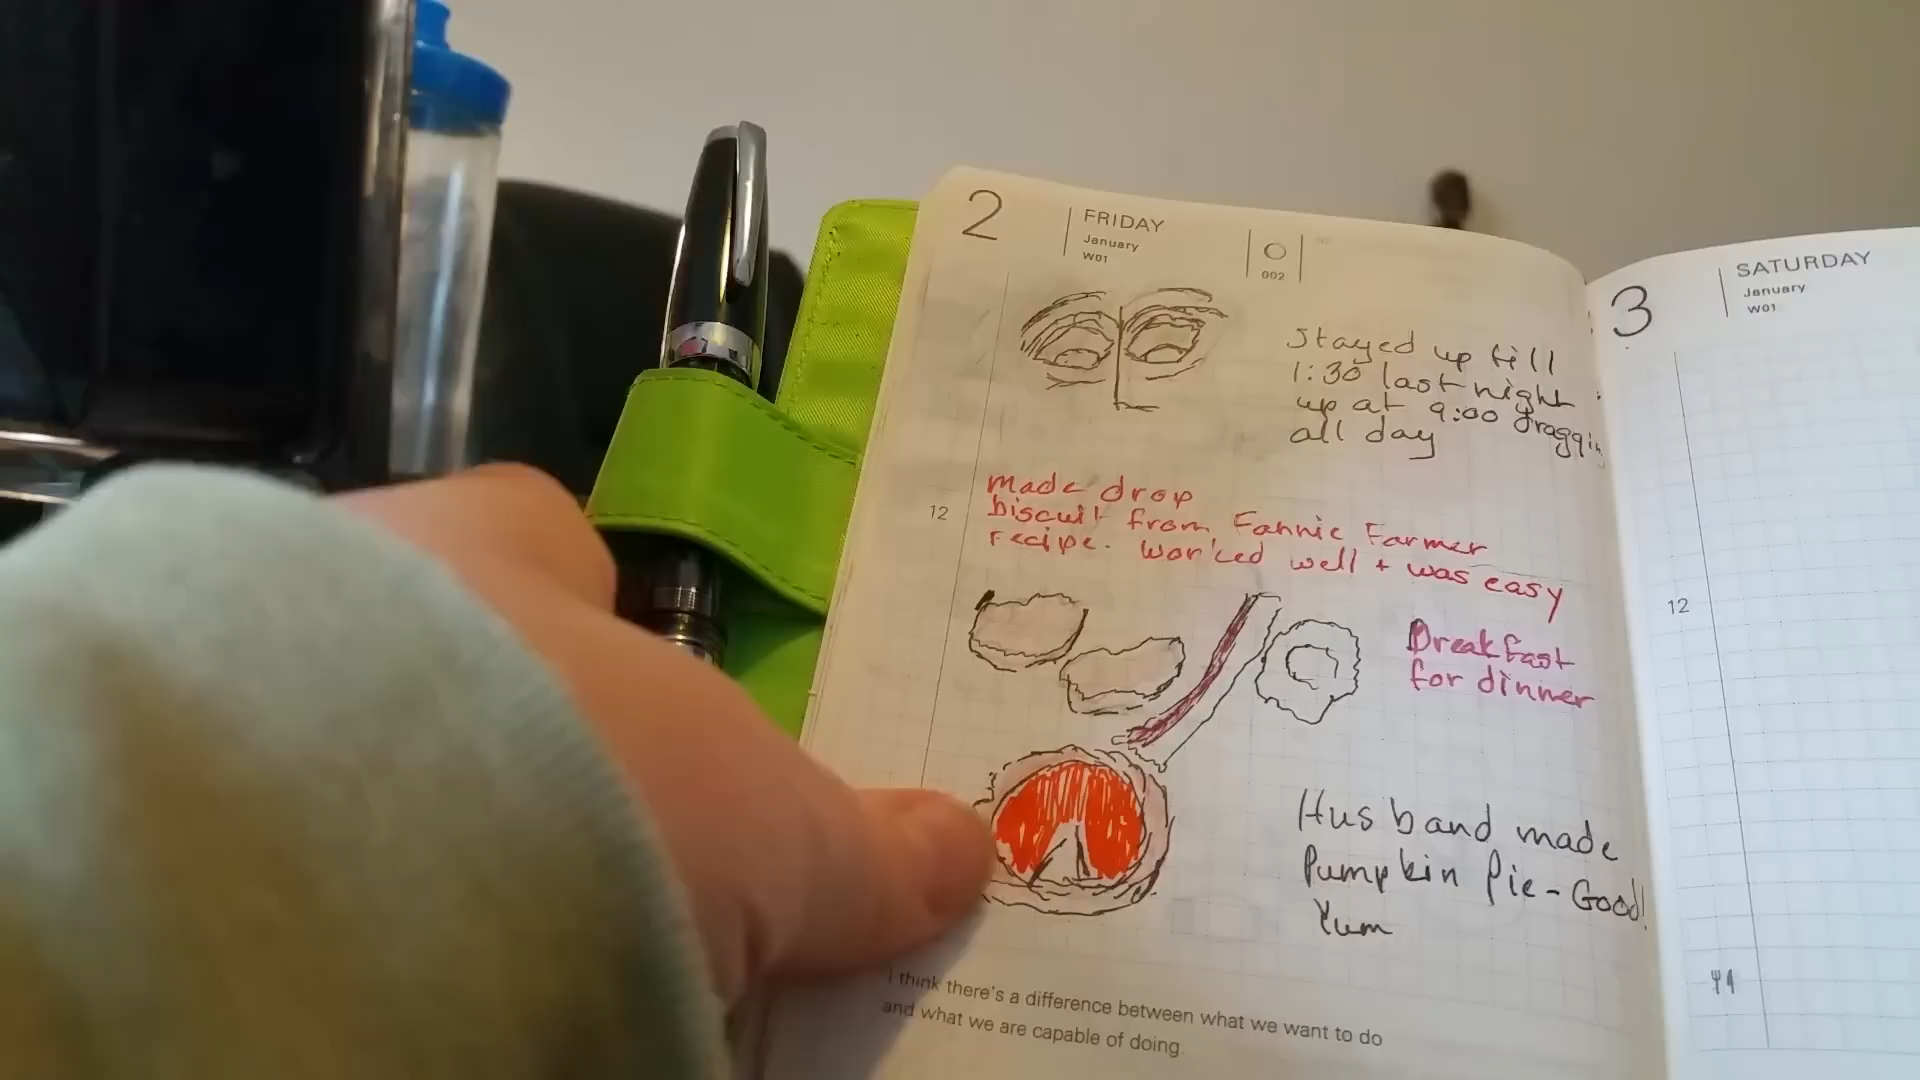 2
FRIDAY
January
W01
002
Stayed up till
1:30 last night
up at 9:00 draggin
all day
made drop
biscuit from Fannie Farmer
recipe. worked well + was easy
12
Breakfast
for dinner
Husband made
Pumpkin Pie - Good!
Yum
I think there's a difference between what we want to do
and what we are capable of doing.
3
SATURDAY
January
W01
12